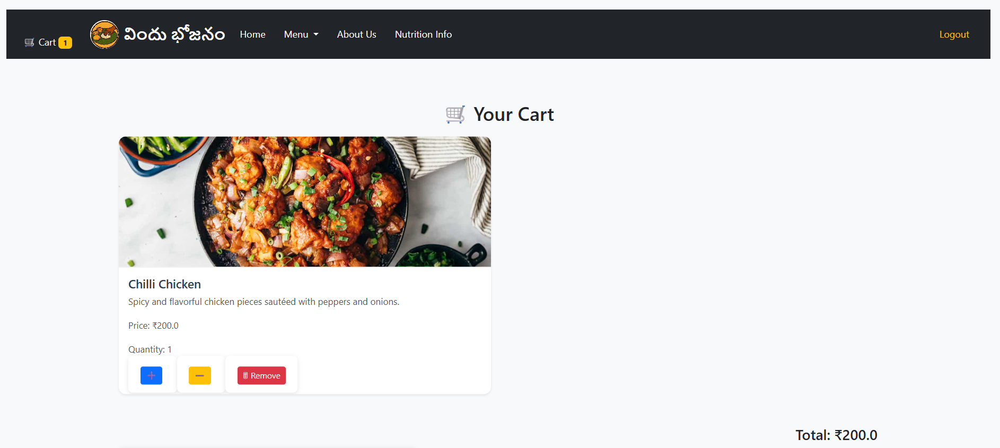 🛒 Cart 1
విందు భోజనం
Home
Menu
About Us
Nutrition Info
Logout
🛒 Your Cart
Chilli Chicken
Spicy and flavorful chicken pieces sautéed with peppers and onions.
Price: ₹200.0
Quantity: 1
➕
➖
🗑 Remove
Total: ₹200.0